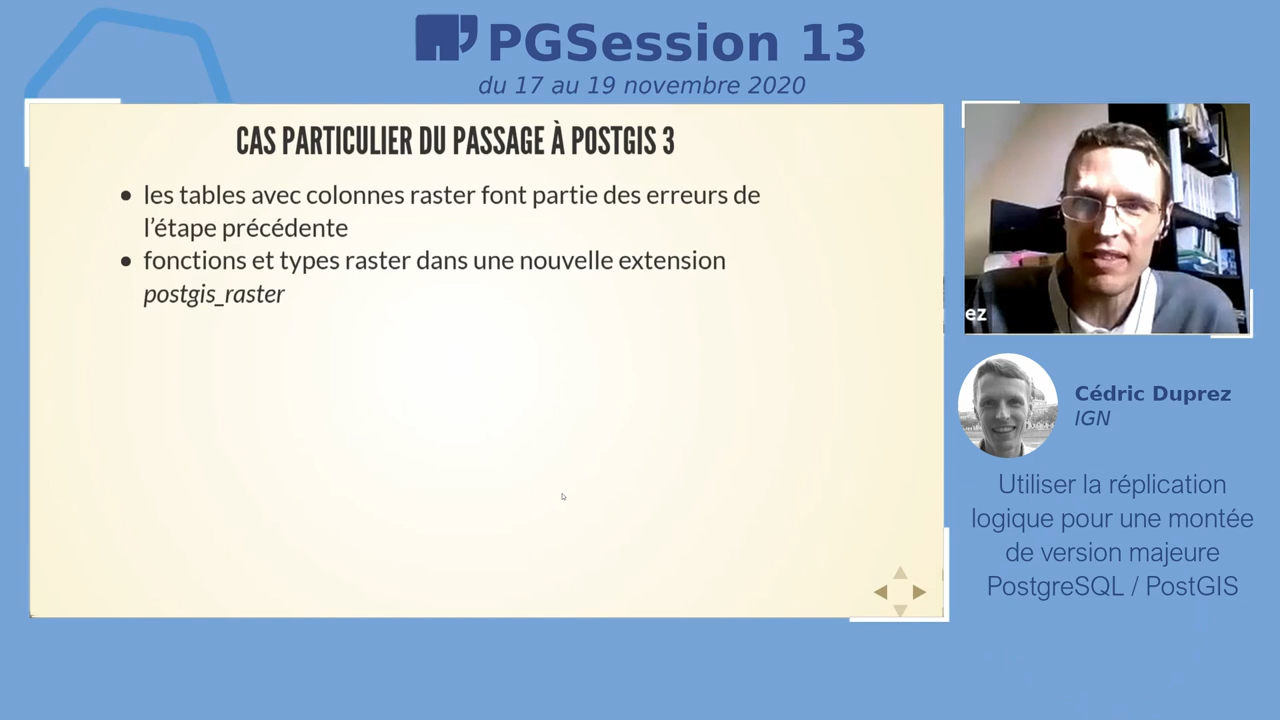 PGSession 13
du 17 au 19 novembre 2020
CAS PARTICULIER DU PASSAGE À POSTGIS 3
• les tables avec colonnes raster font partie des erreurs de
l’étape précédente
• fonctions et types raster dans une nouvelle extension
postgis_raster
ez
Cédric Duprez
IGN
Utiliser la réplication
logique pour une montée
de version majeure
PostgreSQL / PostGIS